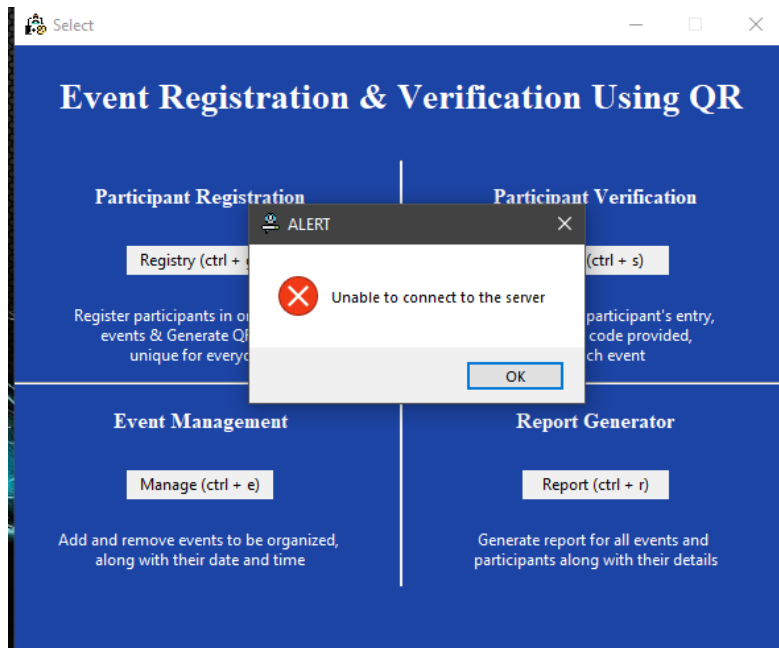 Select
Event Registration & Verification Using QR
Participant Registration
Participant Verification
ALERT
Registry (ctrl +
(ctrl + s)
Unable to connect to the server
Register participants in
events & Generate
unique for
participant's entry,
code provided,
event
OK
Event Management
Report Generator
Manage (ctrl + e)
Report (ctrl + r)
Add and remove events to be organized,
along with their date and time
Generate report for all events and
participants along with their details